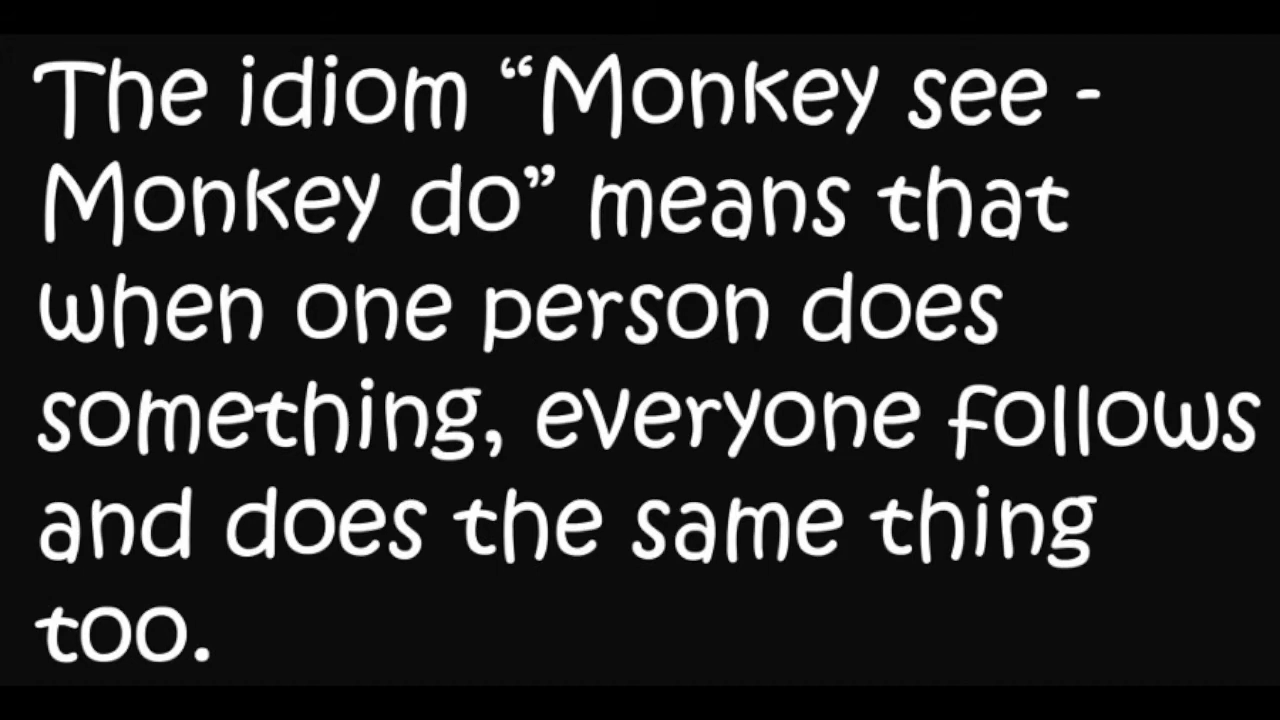 The idiom “Monkey see -
Monkey do” means that
when one person does
something, everyone follows
and does the same thing
too.